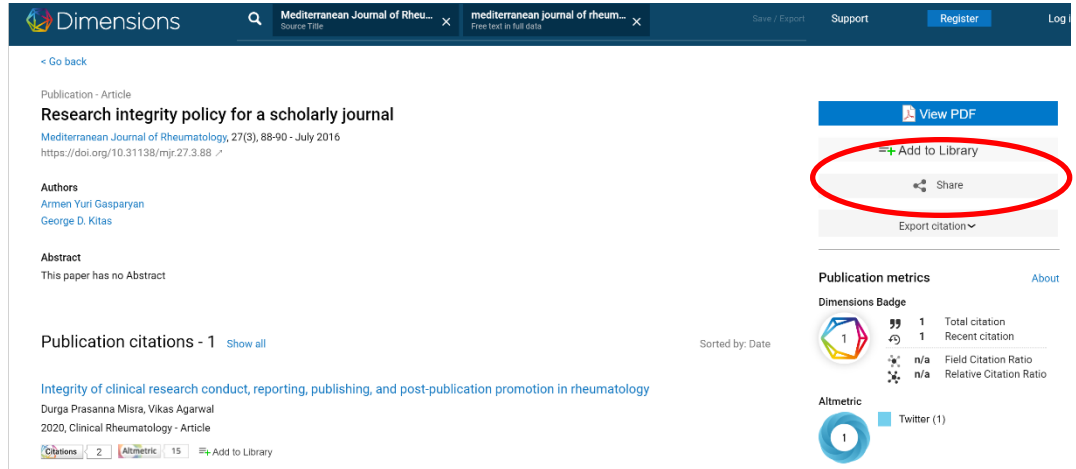 Dimensions
Mediterranean Journal of Rheu...
Source Title
mediterranean journal of rheum...
Free text in full data
Save / Export
Support
Register
Log i
< Go back
Publication - Article
Research integrity policy for a scholarly journal
Mediterranean Journal of Rheumatology, 27(3), 88-90 - July 2016
https://doi.org/10.31138/mjr.27.3.88
Authors
Armen Yuri Gasparyan
George D. Kitas
Abstract
This paper has no Abstract
Publication citations - 1 Show all
Sorted by: Date
Integrity of clinical research conduct, reporting, publishing, and post-publication promotion in rheumatology
Durga Prasanna Misra, Vikas Agarwal
2020, Clinical Rheumatology - Article
Citations 2 Altmetric 15 Add to Library
View PDF
Add to Library
Share
Export citation
Publication metrics About
Dimensions Badge
1
1 Total citation
1 Recent citation
n/a Field Citation Ratio
n/a Relative Citation Ratio
Altmetric
1
Twitter (1)